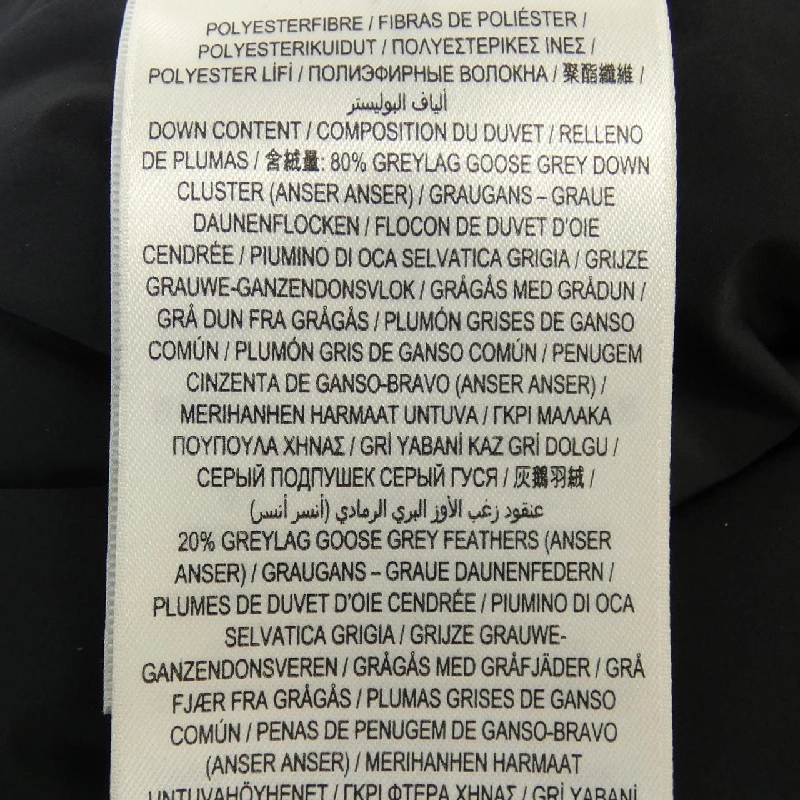 POLYESTERFIBRE / FIBRAS DE POLIÉSTER /
POLYESTERIKUIDUT / ΠΟΛΥΕΣΤΕΡΙΚΕΣ ΙΝΕΣ /
POLYESTER LİFİ / ПОЛИЭФИРНЫЕ ВОЛОКНА / 聚酯纖維 /
ألياف البوليستر
DOWN CONTENT / COMPOSITION DU DUVET / RELLENO
DE PLUMAS / 含絨量: 80% GREYLAG GOOSE GREY DOWN
CLUSTER (ANSER ANSER) / GRAUGANS – GRAUE
DAUNENFLOCKEN / FLOCON DE DUVET D'OIE
CENDRÉE / PIUMINO DI OCA SELVATICA GRIGIA / GRIJZE
GRAUWE-GANZENDONSVLOK / GRÅGÅS MED GRÅDUN /
GRÅ DUN FRA GRÅGÅS / PLUMÓN GRISES DE GANSO
COMÚN / PLUMÓN GRIS DE GANSO COMÚN / PENUGEM
CINZENTA DE GANSO-BRAVO (ANSER ANSER) /
MERIHANHEN HARMAAT UNTUVA / ΓΚΡΙ ΜΑΛΑΚΑ
ΠΟΥΠΟΥΛΑ ΧΗΝΑΣ / GRİ YABANİ KAZ GRİ DOLGU /
СЕРЫЙ ПОДПУШЕК СЕРЫЙ ГУСЯ / 灰鵝羽絨 /
عنقود زغب الأوز البري الرمادي (أنسر أنسر)
20% GREYLAG GOOSE GREY FEATHERS (ANSER
ANSER) / GRAUGANS – GRAUE DAUNENFEDERN /
PLUMES DE DUVET D'OIE CENDRÉE / PIUMINO DI OCA
SELVATICA GRIGIA / GRIJZE GRAUWE-
GANZENDONSVEREN / GRÅGÅS MED GRÅFJÄDER / GRÅ
FJÆR FRA GRÅGÅS / PLUMAS GRISES DE GANSO
COMÚN / PENAS DE PENUGEM DE GANSO-BRAVO
(ANSER ANSER) / MERIHANHEN HARMAAT
UNTUVAHÖYHENET / ΓΚΡΙ ΦΤΕΡΑ ΧΗΝΑΣ / GRİ YABANİ